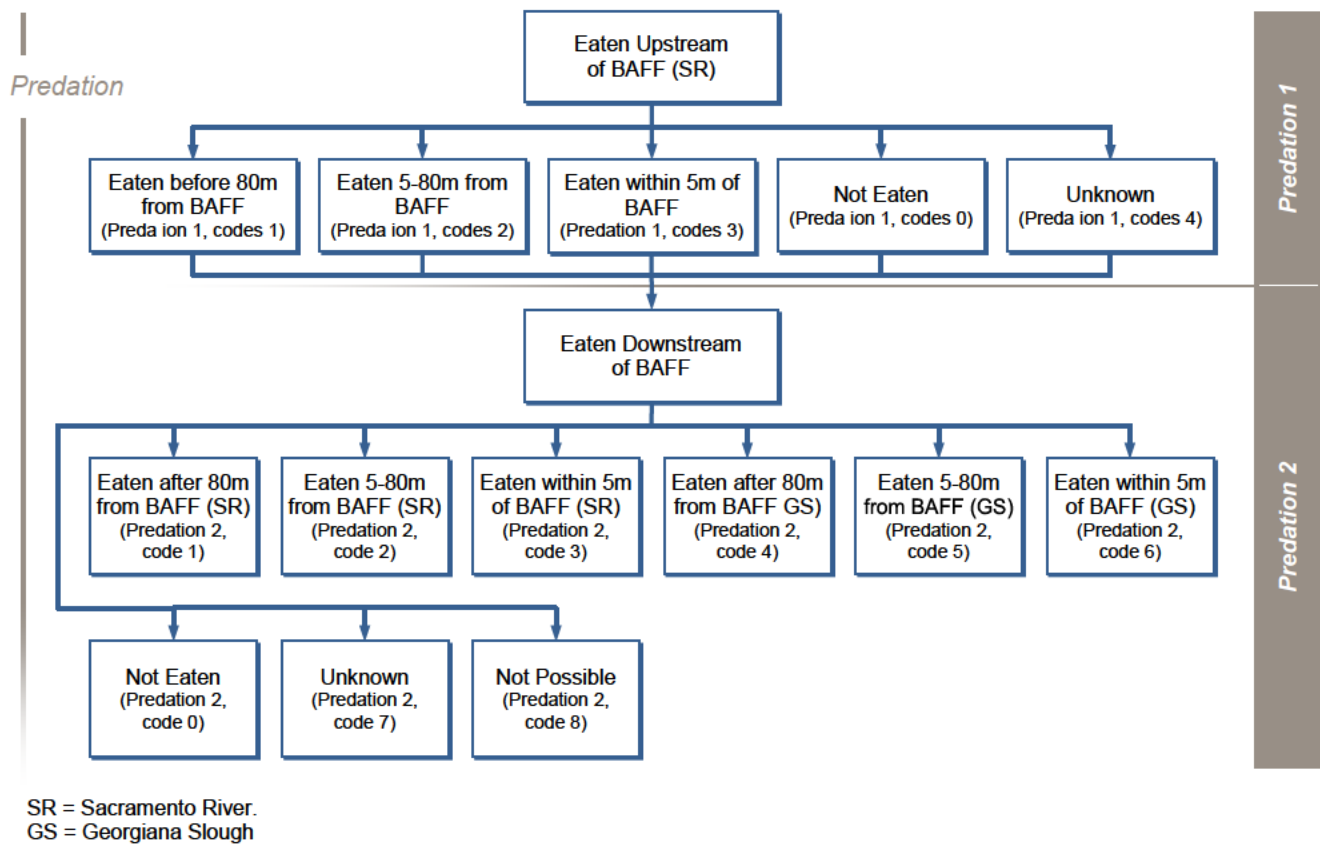 Predation
Eaten Upstream
of BAFF (SR)
Predation 1
Eaten before 80m
from BAFF
(Preda ion 1, codes 1)
Eaten 5-80m from
BAFF
(Preda ion 1, codes 2)
Eaten within 5m of
BAFF
(Predation 1, codes 3)
Not Eaten
(Preda ion 1, codes 0)
Unknown
(Preda ion 1, codes 4)
Eaten Downstream
of BAFF
Predation 2
Eaten after 80m
from BAFF (SR)
(Predation 2,
code 1)
Eaten 5-80m
from BAFF (SR)
(Predation 2,
code 2)
Eaten within 5m
of BAFF (SR)
(Predation 2,
code 3)
Eaten after 80m
from BAFF GS)
(Predation 2,
code 4)
Eaten 5-80m
from BAFF (GS)
(Predation 2,
code 5)
Eaten within 5m
of BAFF (GS)
(Predation 2,
code 6)
Not Eaten
(Predation 2,
code 0)
Unknown
(Predation 2,
code 7)
Not Possible
(Predation 2,
code 8)
SR = Sacramento River.
GS = Georgiana Slough